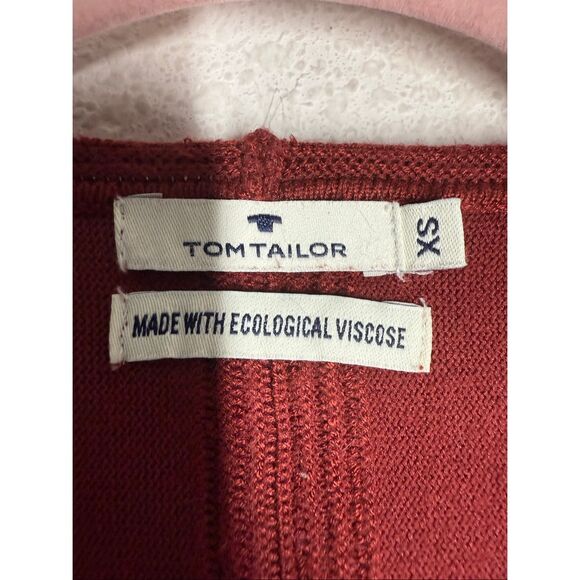 TOM TAILOR
XS
MADE WITH ECOLOGICAL VISCOSE